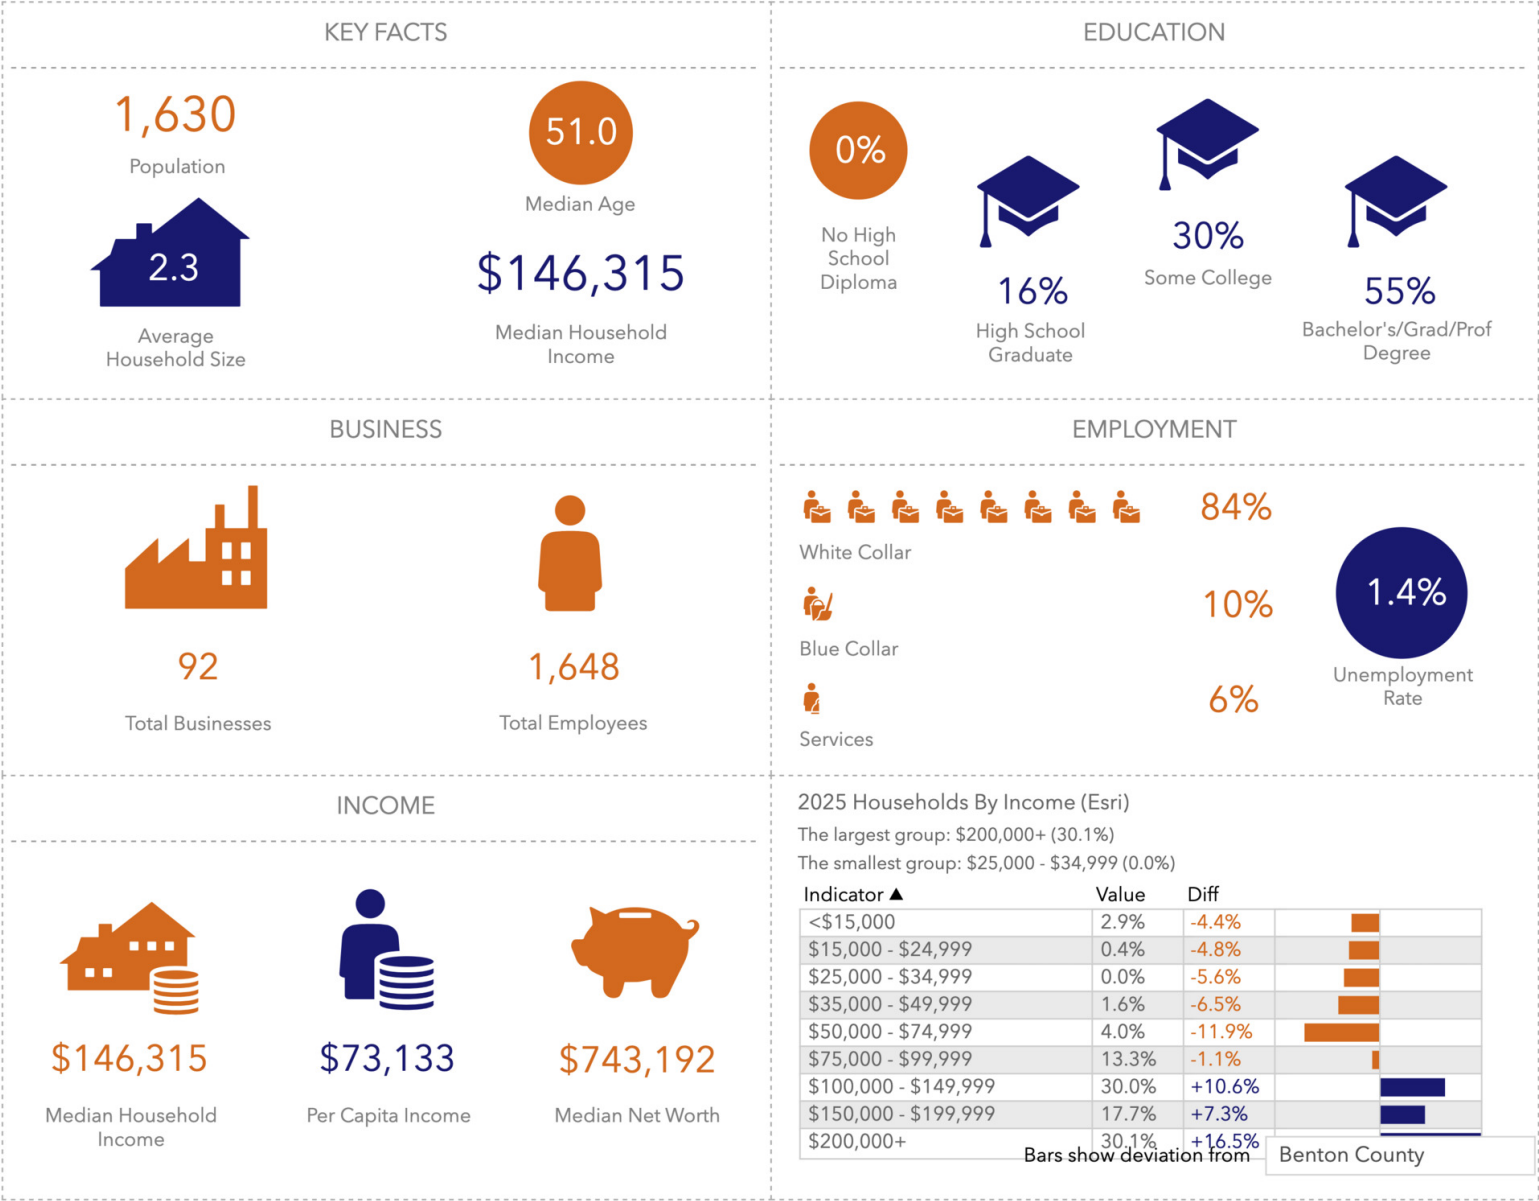 KEY FACTS
1,630
Population
51.0
Median Age
2.3
Average
Household Size
$146,315
Median Household
Income
EDUCATION
0%
No High
School
Diploma
16%
High School
Graduate
30%
Some College
55%
Bachelor's/Grad/Prof
Degree
BUSINESS
92
Total Businesses
1,648
Total Employees
EMPLOYMENT
84%
White Collar
10%
Blue Collar
6%
Services
1.4%
Unemployment
Rate
INCOME
$146,315
Median Household
Income
$73,133
Per Capita Income
$743,192
Median Net Worth
2025 Households By Income (Esri)
The largest group: $200,000+ (30.1%)
The smallest group: $25,000 - $34,999 (0.0%)
Indicator ▲ Value Diff
<$15,000 2.9% -4.4%
$15,000 - $24,999 0.4% -4.8%
$25,000 - $34,999 0.0% -5.6%
$35,000 - $49,999 1.6% -6.5%
$50,000 - $74,999 4.0% -11.9%
$75,000 - $99,999 13.3% -1.1%
$100,000 - $149,999 30.0% +10.6%
$150,000 - $199,999 17.7% +7.3%
$200,000+ 30.1% +16.5%
Bars show deviation from Benton County